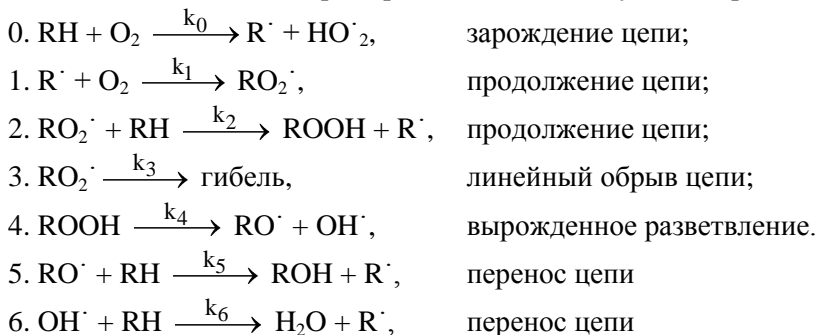 0. RH + O₂ —k₀→ R˙ + HO˙₂, зарождение цепи;
1. R˙ + O₂ —k₁→ RO₂˙, продолжение цепи;
2. RO₂˙ + RH —k₂→ ROOH + R˙, продолжение цепи;
3. RO₂˙ —k₃→ гибель, линейный обрыв цепи;
4. ROOH —k₄→ RO˙ + OH˙, вырожденное разветвление.
5. RO˙ + RH —k₅→ ROH + R˙, перенос цепи
6. OH˙ + RH —k₆→ H₂O + R˙, перенос цепи